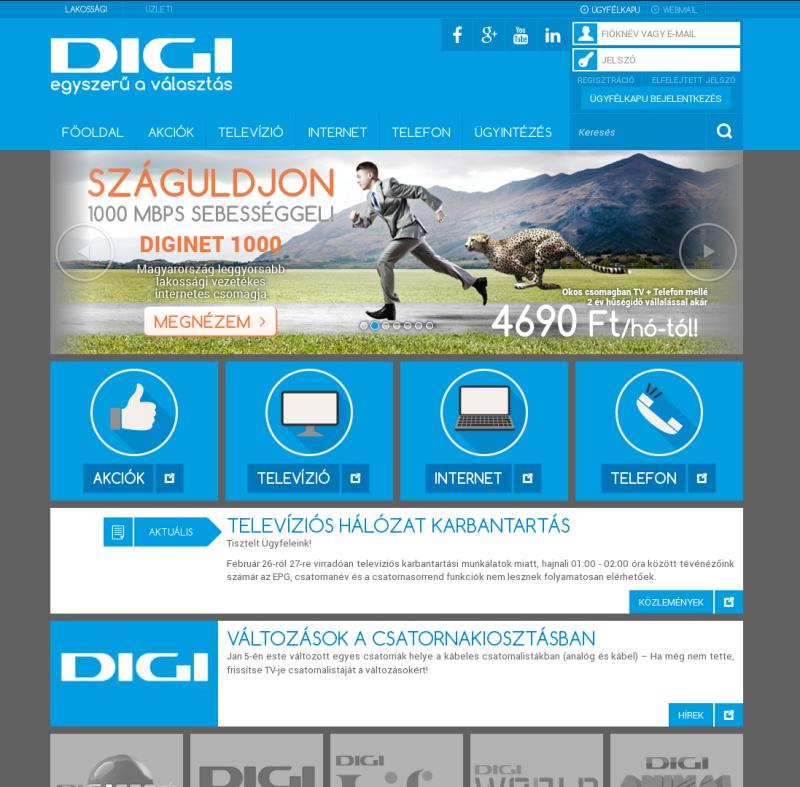 LAKOSSÁGI
ÜZLETI
ÜGYFÉLKAPU
WEBMAIL
DIGI
egyszerű a választás
f
g+
You Tube
in
FIÓKNÉV VAGY E-MAIL
JELSZÓ
REGISZTRÁCIÓ
ELFELEJTETT JELSZÓ
ÜGYFÉLKAPU BEJELENTKEZÉS
FŐOLDAL
AKCIÓK
TELEVÍZIÓ
INTERNET
TELEFON
ÜGYINTÉZÉS
Keresés
SZÁGULDJON
1000 MBPS SEBESSÉGGEL!
DIGINET 1000
Magyarország leggyorsabb
lakossági vezetékes
internetes csomagja
MEGNÉZEM >
Okos csomagban TV + Telefon mellé
2 év hűségidő vállalással akár
4690 Ft/hó-tól!
AKCIÓK
TELEVÍZIÓ
INTERNET
TELEFON
AKTUÁLIS
TELEVÍZIÓS HÁLÓZAT KARBANTARTÁS
Tisztelt Ügyfeleink!
Február 26-ról 27-re virradóan televíziós karbantartási munkálatok miatt, hajnali 01:00 - 02:00 óra között tévénézőink
számár az EPG, csatornanév és a csatornasorrend funkciók nem lesznek folyamatosan elérhetőek.
KÖZLEMÉNYEK
DIGI
VÁLTOZÁSOK A CSATORNAKIOSZTÁSBAN
Jan 5-én este változott egyes csatornák helye a kábeles csatornalistákban (analóg és kábel) – Ha még nem tette,
frissítse TV-je csatornalistáját a változásokért!
HÍREK
DIGI
DIGI
Life
DIGI
WORLD
DIGI
ANIMAL